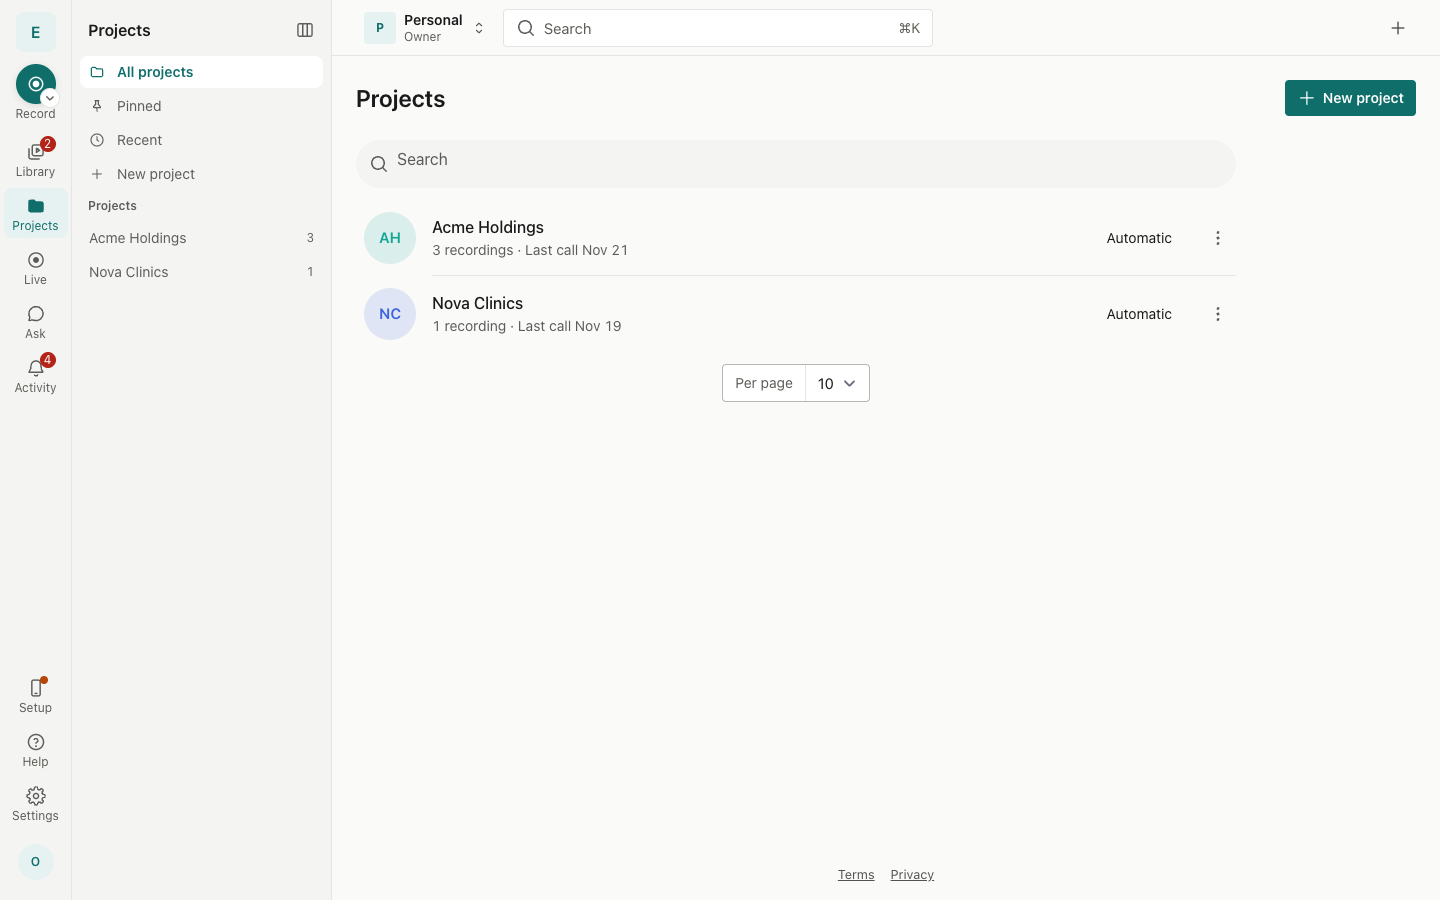 E
Record
2
Library
Projects
Live
Ask
4
Activity
Setup
Help
Settings
O
Projects
All projects
Pinned
Recent
New project
Projects
Acme Holdings 3
Nova Clinics 1
P
Personal
Owner
Search ⌘K
Projects
New project
Search
AH
Acme Holdings
3 recordings · Last call Nov 21
Automatic
NC
Nova Clinics
1 recording · Last call Nov 19
Automatic
Per page 10
Terms Privacy